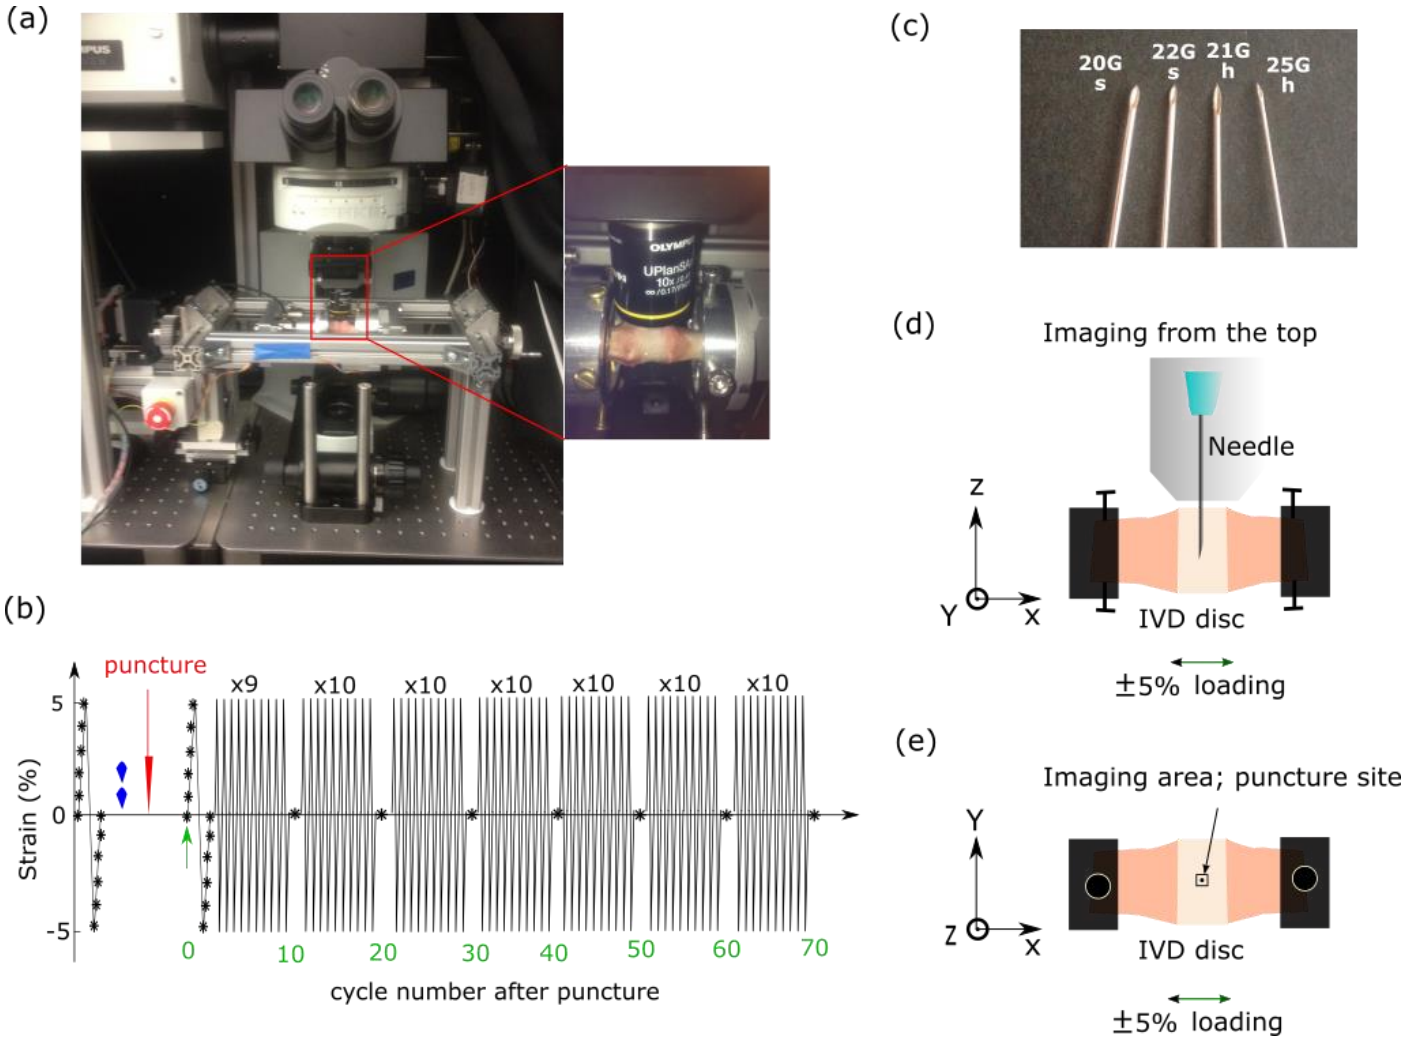 (a)
PUS
OLYMPUS
UPlanSA
10x
(b)
puncture
x9
x10
x10
x10
x10
x10
x10
5
0
-5
Strain (%)
0
10
20
30
40
50
60
70
cycle number after puncture
(c)
20G
s
22G
s
21G
h
25G
h
(d)
Imaging from the top
Needle
z
Y
x
IVD disc
±5% loading
(e)
Imaging area; puncture site
Y
Z
x
IVD disc
±5% loading